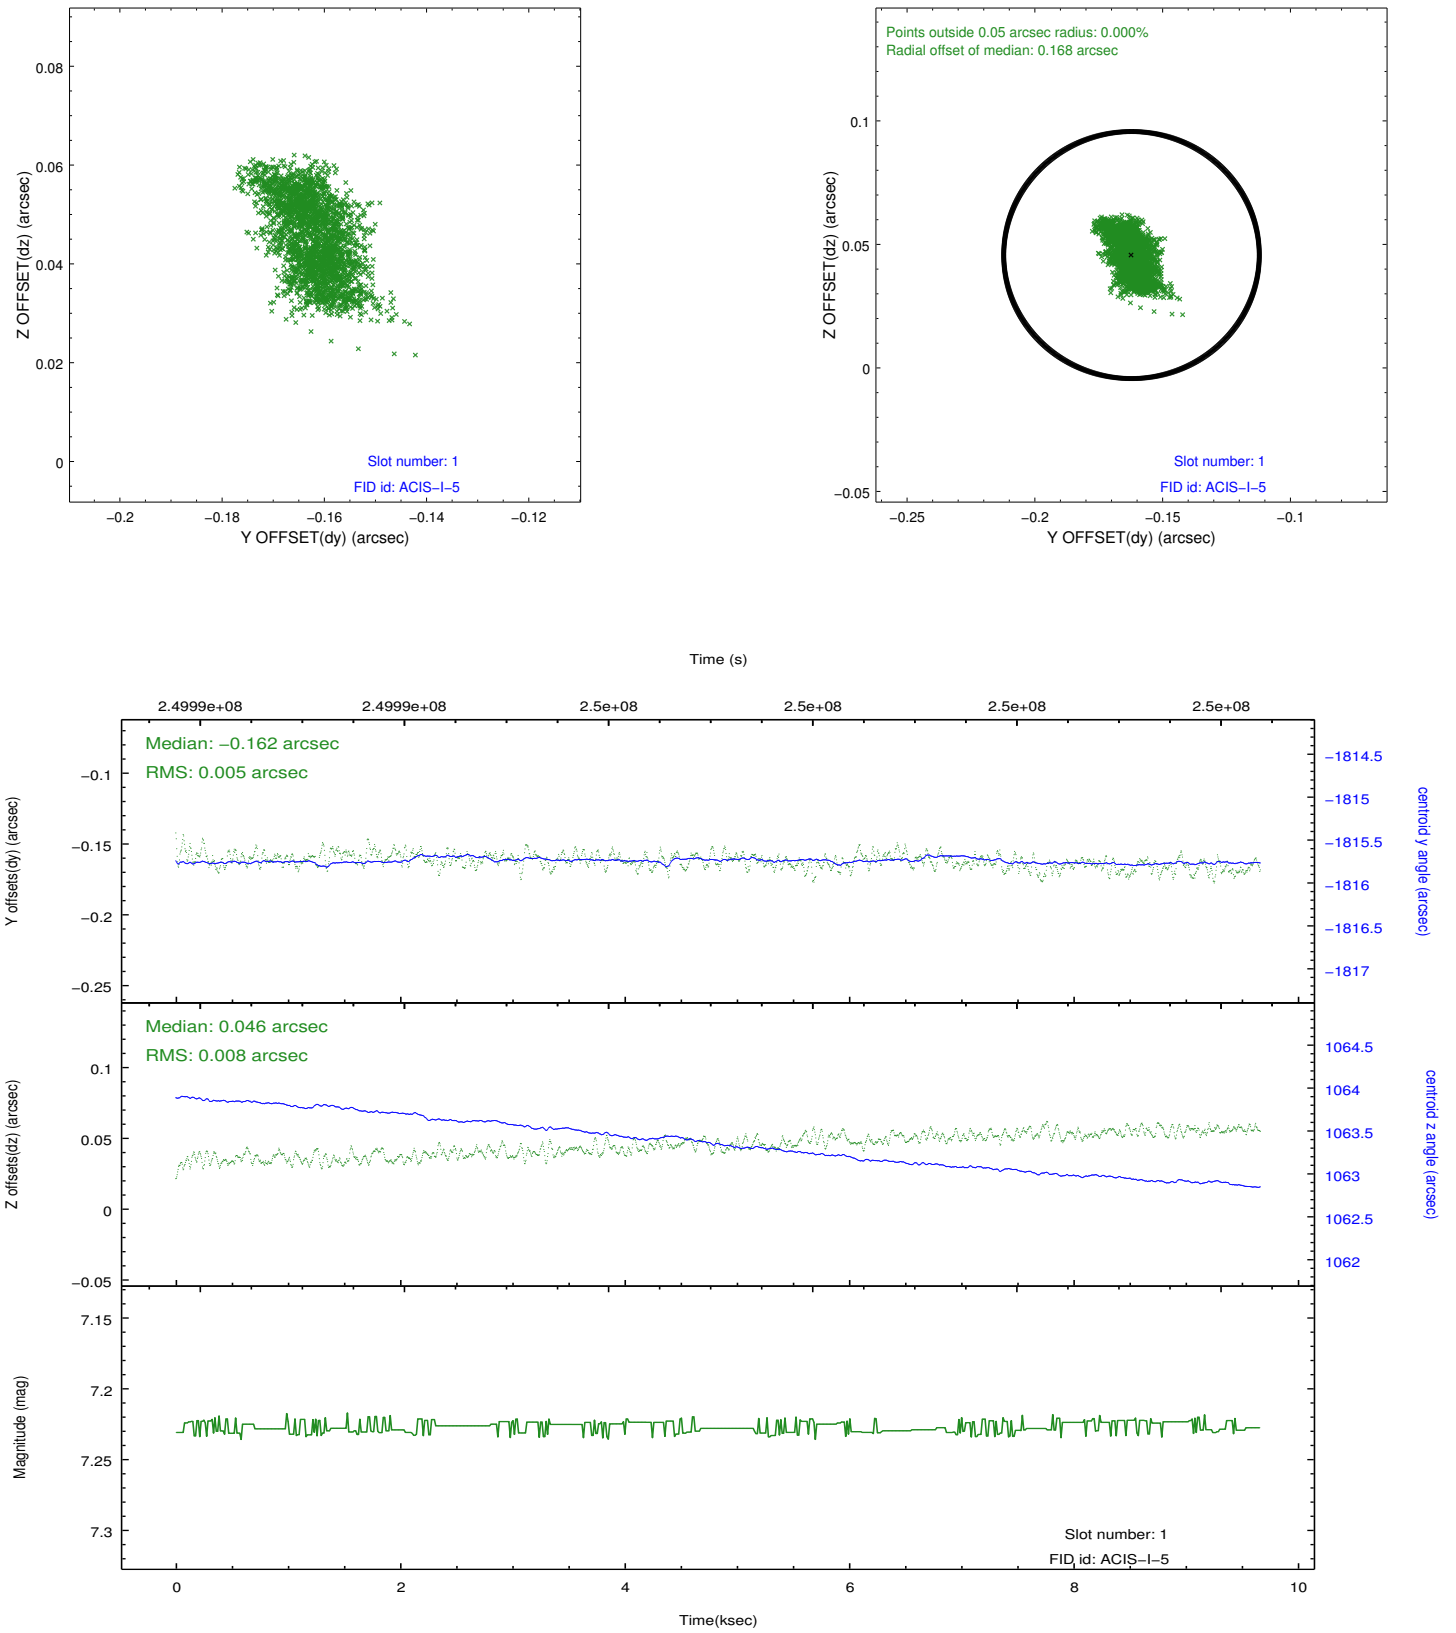 0.08
0.06
0.04
0.02
0
Z OFFSET(dz) (arcsec)
Slot number: 1
FID id: ACIS−I−5
−0.2
−0.18
−0.16
−0.14
−0.12
Y OFFSET(dy) (arcsec)
Points outside 0.05 arcsec radius: 0.000%
Radial offset of median: 0.168 arcsec
0.1
0.05
0
−0.05
Z OFFSET(dz) (arcsec)
Slot number: 1
FID id: ACIS−I−5
−0.25
−0.2
−0.15
−0.1
Y OFFSET(dy) (arcsec)
Time (s)
2.4999e+08
2.4999e+08
2.5e+08
2.5e+08
2.5e+08
2.5e+08
Median: −0.162 arcsec
RMS: 0.005 arcsec
−0.1
−0.15
−0.2
−0.25
Y offsets(dy) (arcsec)
−1814.5
−1815
−1815.5
−1816
−1816.5
−1817
centroid y angle (arcsec)
Median: 0.046 arcsec
RMS: 0.008 arcsec
0.1
0.05
0
−0.05
Z offsets(dz) (arcsec)
1064.5
1064
1063.5
1063
1062.5
1062
centroid z angle (arcsec)
7.15
7.2
7.25
7.3
Magnitude (mag)
Slot number: 1
FID id: ACIS−I−5
0
2
4
6
8
10
Time(ksec)